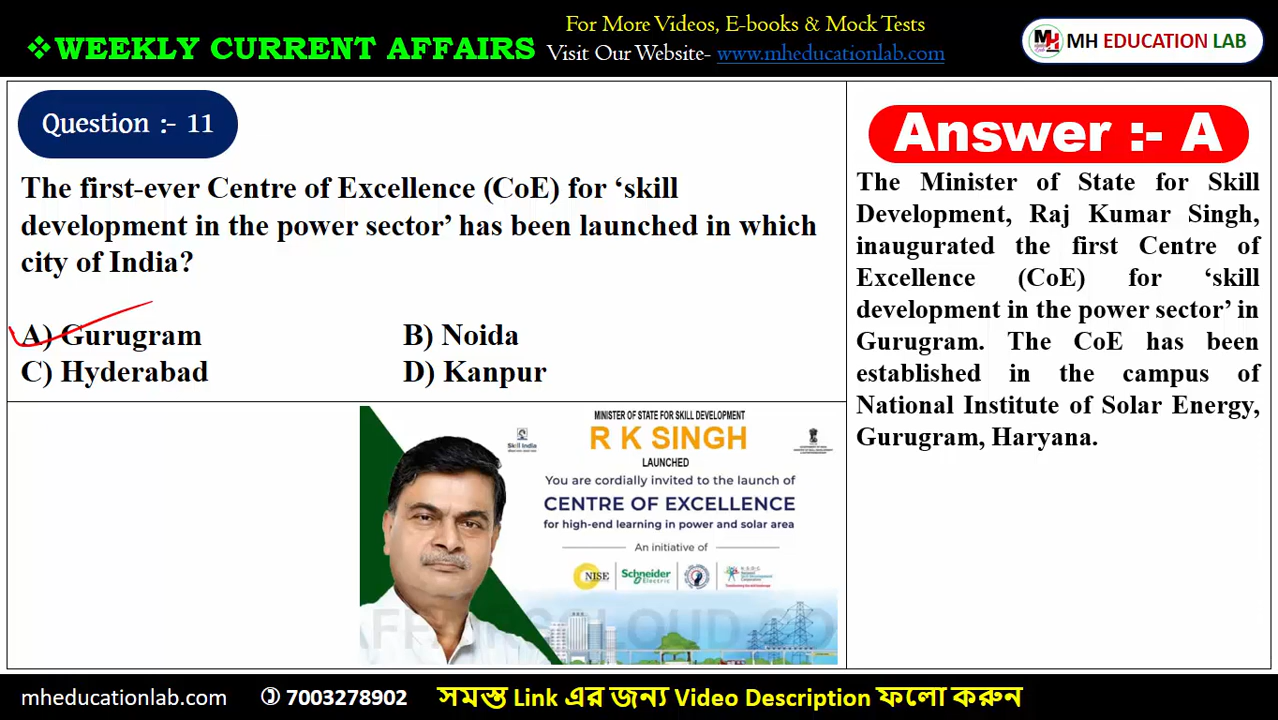 ❖WEEKLY CURRENT AFFAIRS
For More Videos, E-books & Mock Tests
Visit Our Website- www.mheducationlab.com
MH EDUCATION LAB
Question :- 11
The first-ever Centre of Excellence (CoE) for ‘skill
development in the power sector’ has been launched in which
city of India?
A) Gurugram B) Noida
C) Hyderabad D) Kanpur
Answer :- A
The Minister of State for Skill
Development, Raj Kumar Singh,
inaugurated the first Centre of
Excellence (CoE) for ‘skill
development in the power sector’ in
Gurugram. The CoE has been
established in the campus of
National Institute of Solar Energy,
Gurugram, Haryana.
MINISTER OF STATE FOR SKILL DEVELOPMENT
R K SINGH
LAUNCHED
Skill India
You are cordially invited to the launch of
CENTRE OF EXCELLENCE
for high-end learning in power and solar area
An initiative of
NISE
Schneider
Electric
N·S·D·C
mheducationlab.com ✆ 7003278902 সমস্ত Link এর জন্য Video Description ফলো করুন